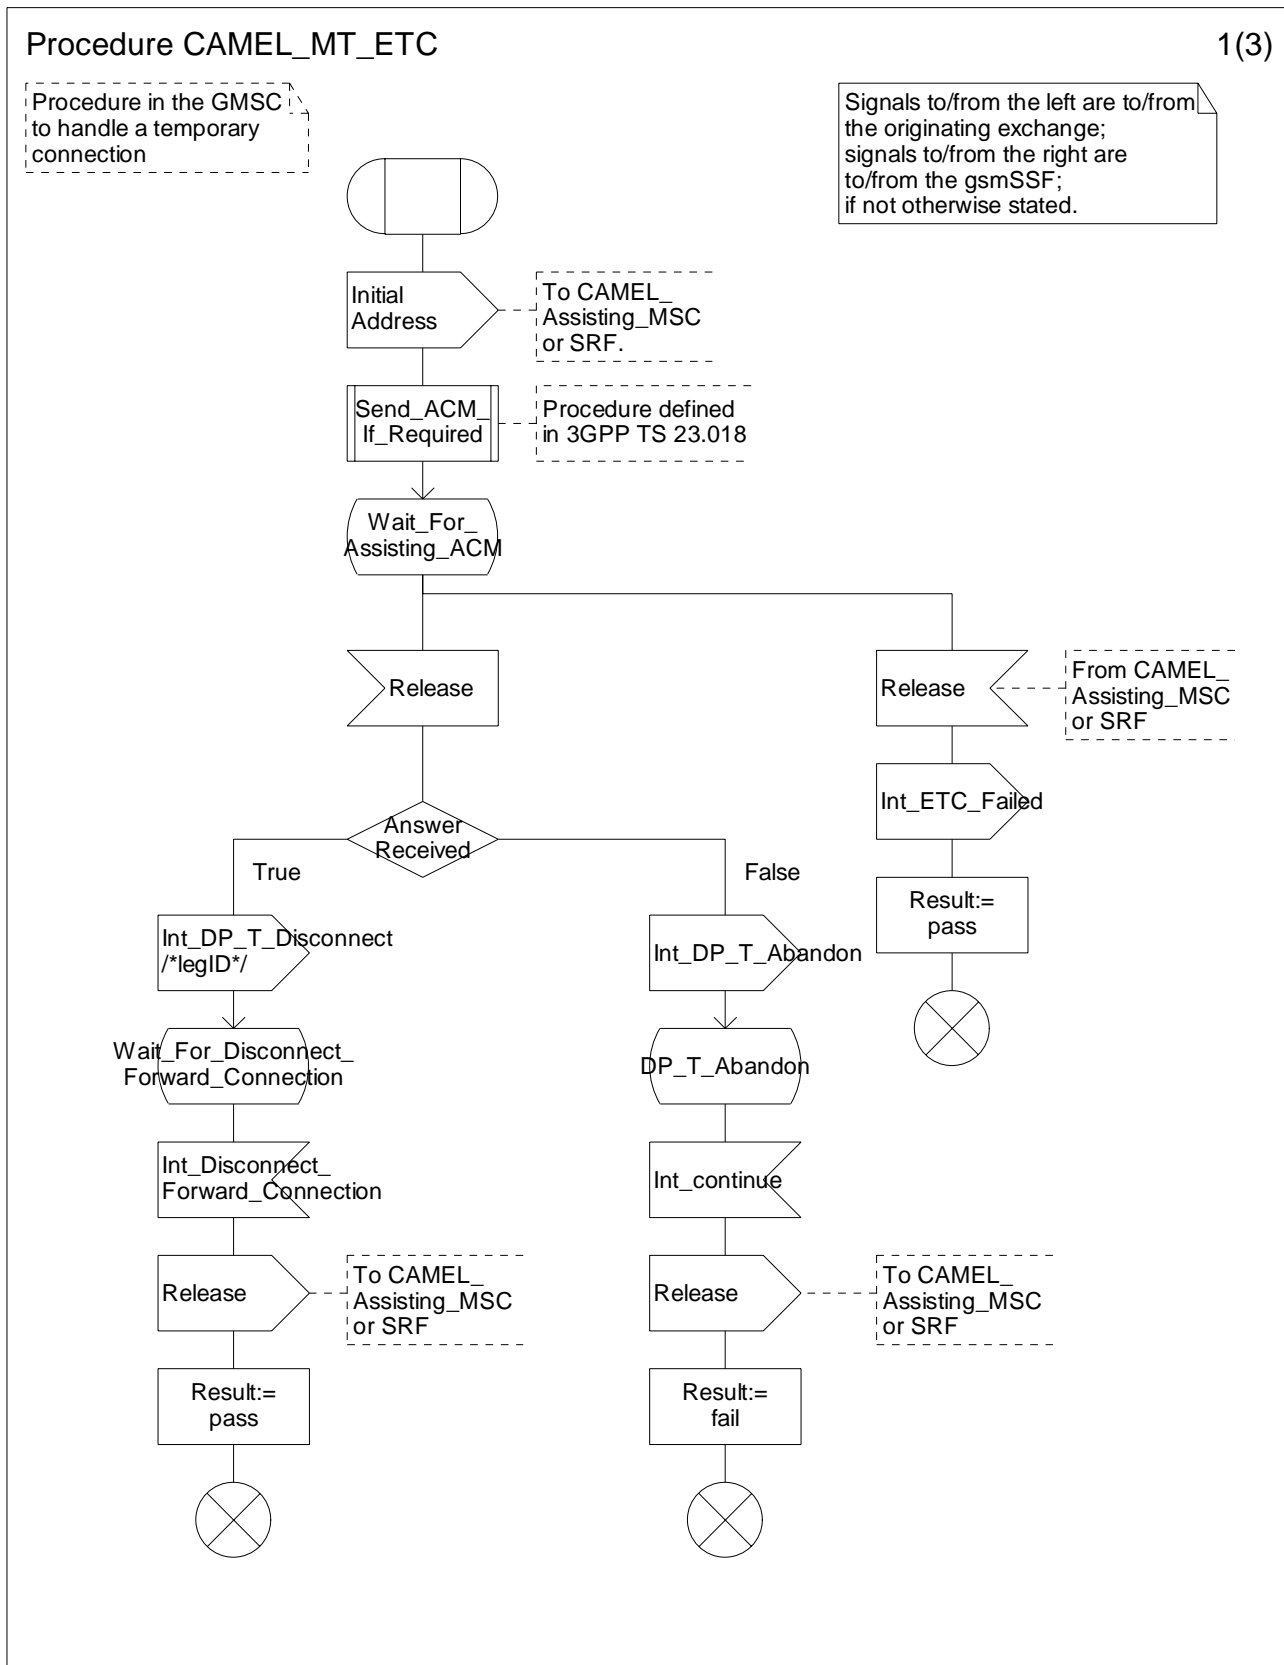 Procedure CAMEL_MT_ETC
1(3)
Procedure in the GMSC
to handle a temporary
connection
Signals to/from the left are to/from
the originating exchange;
signals to/from the right are
to/from the gsmSSF;
if not otherwise stated.
Initial
Address
To CAMEL_
Assisting_MSC
or SRF.
Send_ACM_
If_Required
Procedure defined
in 3GPP TS 23.018
Wait_For_
Assisting_ACM
Release
Release
From CAMEL_
Assisting_MSC
or SRF
Int_ETC_Failed
Answer
Received
True
False
Result:=
pass
Int_DP_T_Disconnect
/*legID*/
Int_DP_T_Abandon
Wait_For_Disconnect_
Forward_Connection
DP_T_Abandon
Int_Disconnect_
Forward_Connection
Int_continue
Release
To CAMEL_
Assisting_MSC
or SRF
Release
To CAMEL_
Assisting_MSC
or SRF
Result:=
pass
Result:=
fail